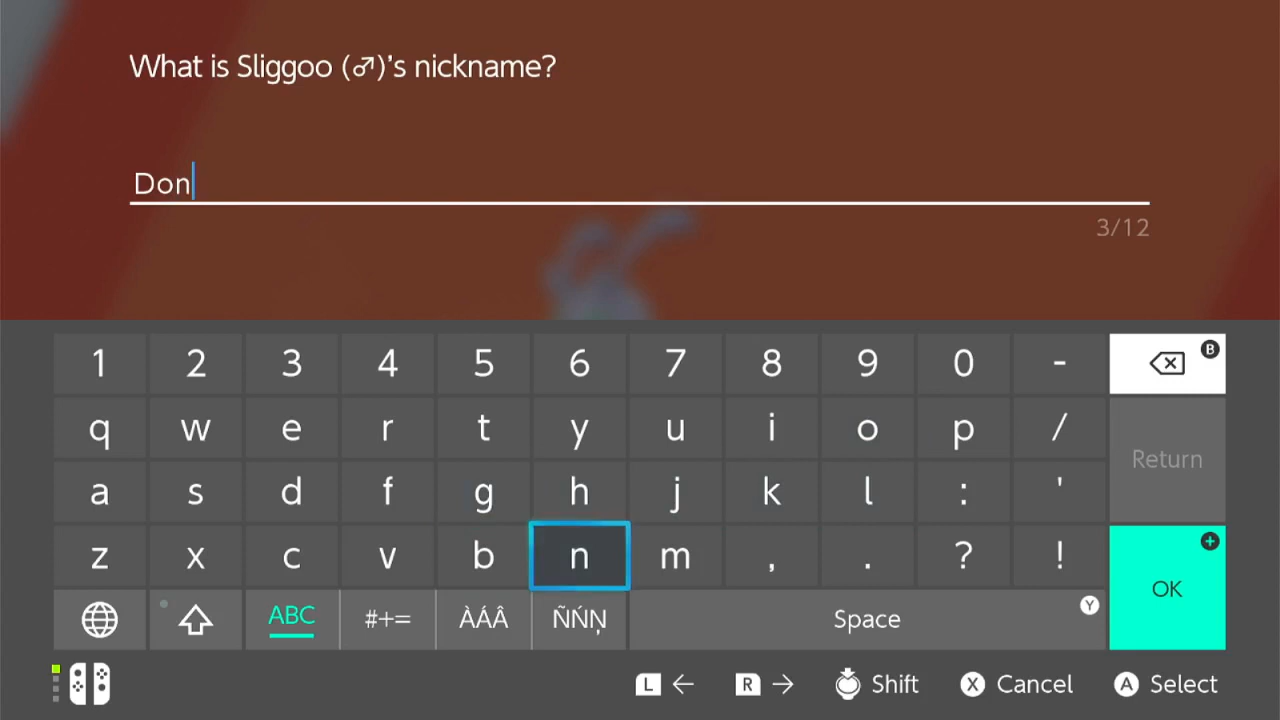 What is Sliggoo (♂)'s nickname?
Don
3/12
1 2 3 4 5 6 7 8 9 0 - B
q w e r t y u i o p /
a s d f g h j k l : ' Return
z x c v b n m , . ? ! +
ABC #+= ÀÁÂ ÑŃŅ Space Y OK
L ← R → Shift X Cancel A Select